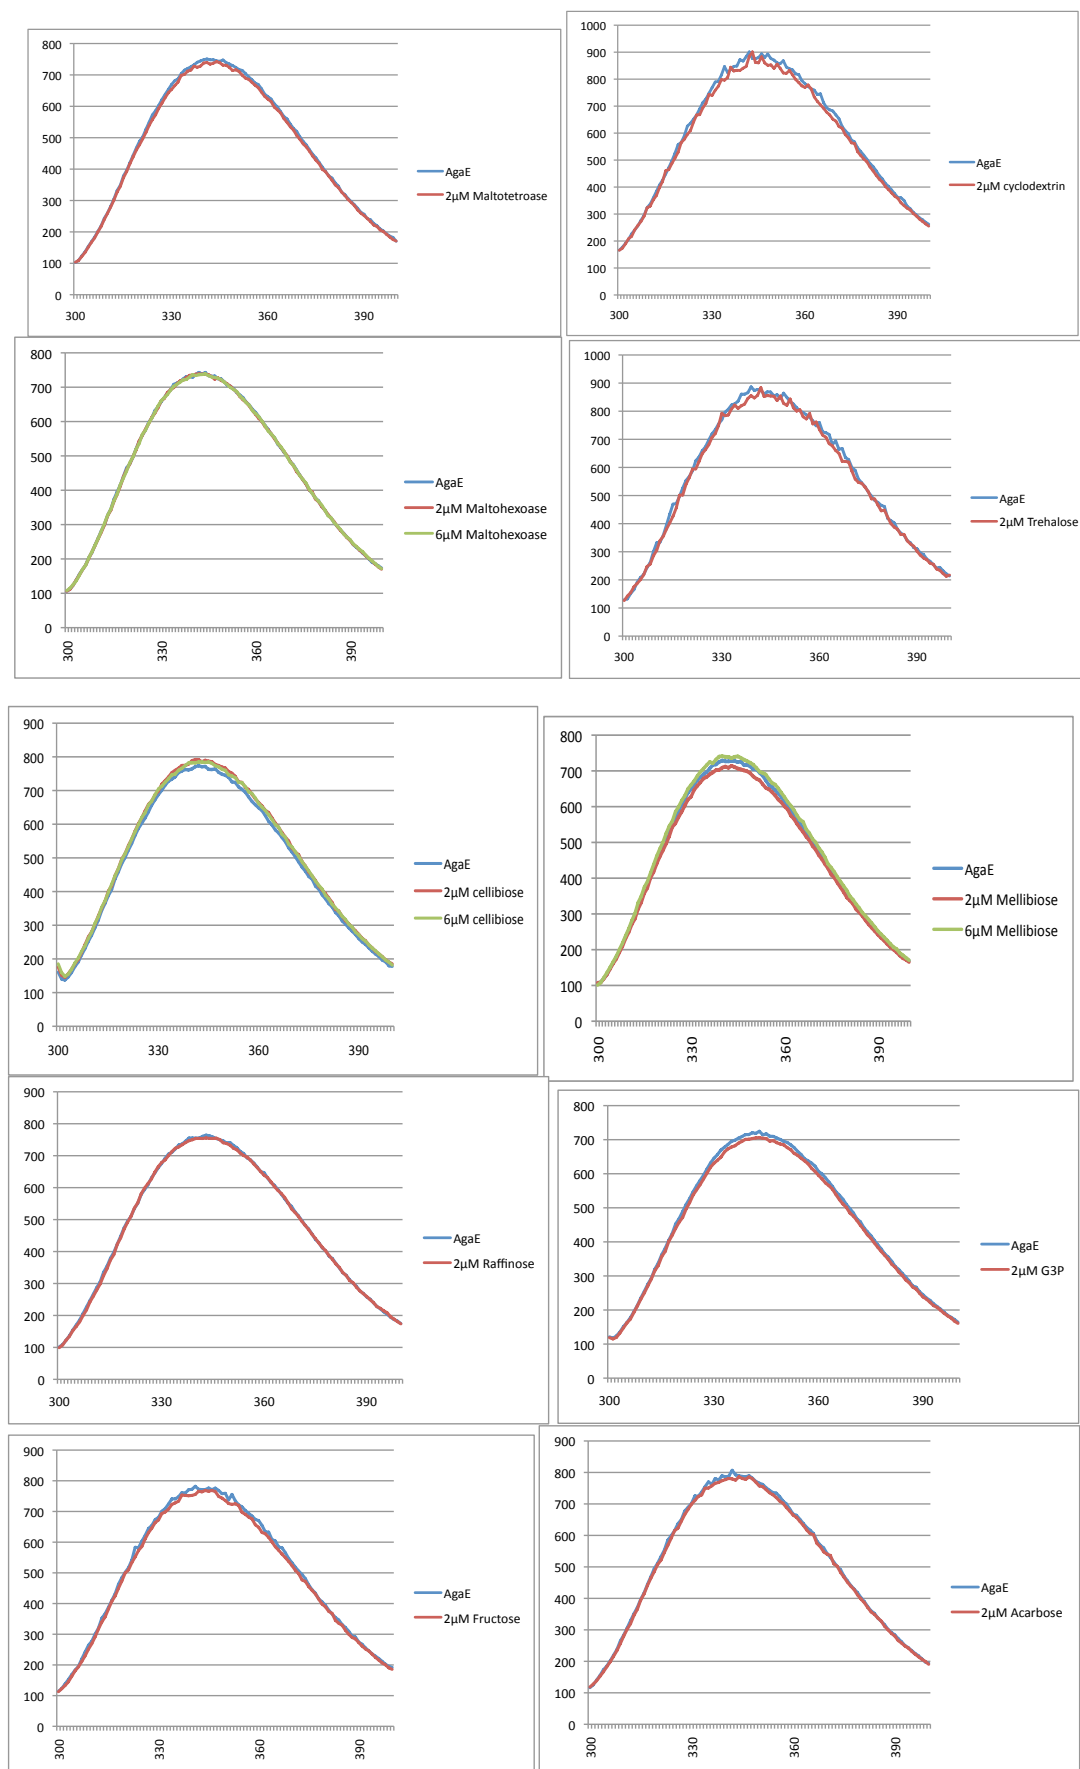 800
700
600
500
400
300
200
100
0
300 330 360 390
AgaE
2μM Maltotetroase
1000
900
800
700
600
500
400
300
200
100
0
300 330 360 390
AgaE
2μM cyclodextrin
800
700
600
500
400
300
200
100
0
300 330 360 390
AgaE
2μM Maltohexoase
6μM Maltohexoase
1000
900
800
700
600
500
400
300
200
100
0
300 330 360 390
AgaE
2μM Trehalose
900
800
700
600
500
400
300
200
100
0
300 330 360 390
AgaE
2μM cellibiose
6μM cellibiose
800
700
600
500
400
300
200
100
0
300 330 360 390
AgaE
2μM Mellibiose
6μM Mellibiose
900
800
700
600
500
400
300
200
100
0
300 330 360 390
AgaE
2μM Raffinose
800
700
600
500
400
300
200
100
0
300 330 360 390
AgaE
2μM G3P
900
800
700
600
500
400
300
200
100
0
300 330 360 390
AgaE
2μM Fructose
900
800
700
600
500
400
300
200
100
0
300 330 360 390
AgaE
2μM Acarbose